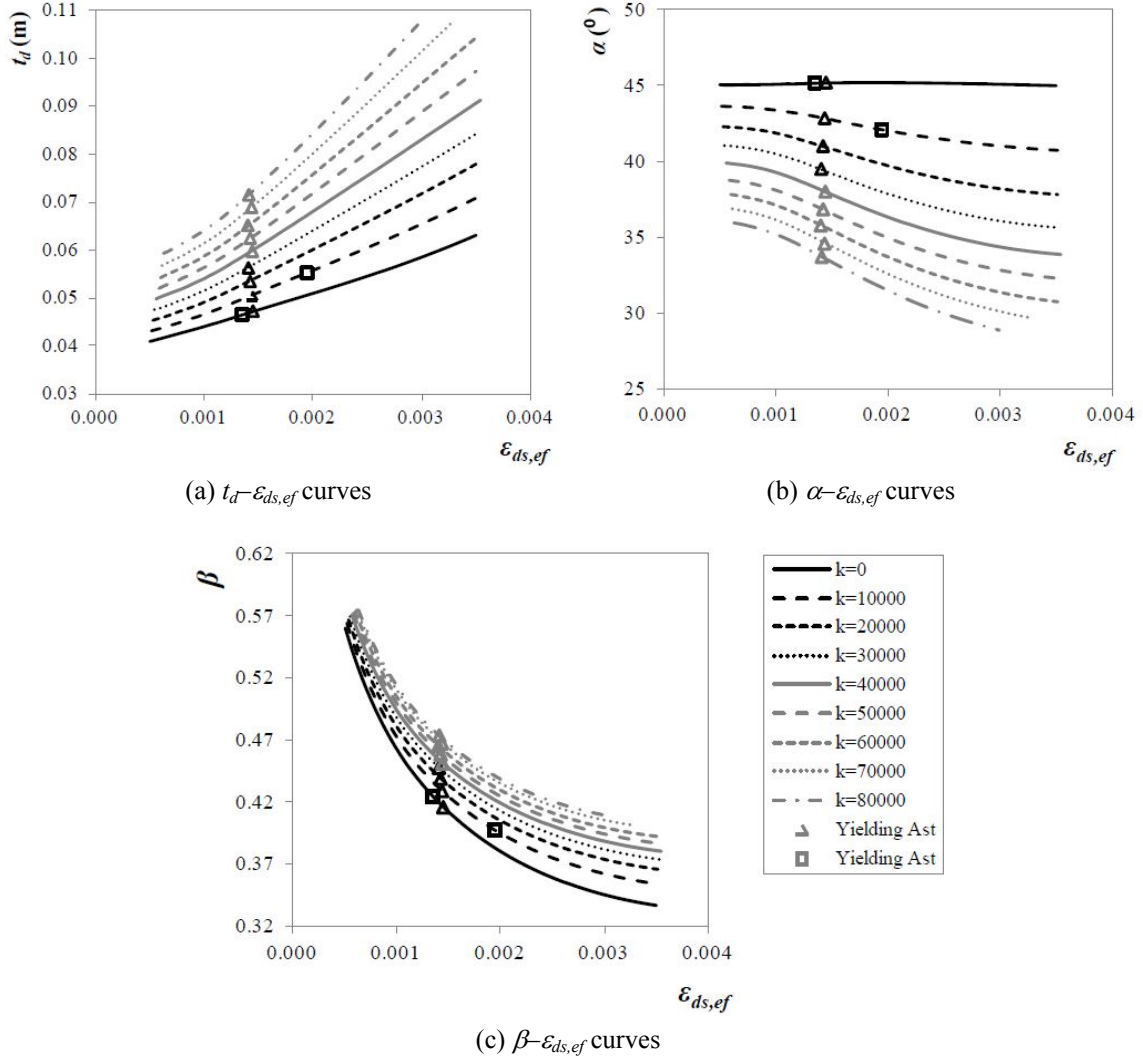 0.11
0.10
0.09
0.08
0.07
0.06
0.05
0.04
0.03
t_d (m)
0.000 0.001 0.002 0.003 0.004
ε_ds,ef
(a) t_d–ε_ds,ef curves
50
45
40
35
30
25
α (⁰)
0.000 0.001 0.002 0.003 0.004
ε_ds,ef
(b) α–ε_ds,ef curves
0.62
0.57
0.52
0.47
0.42
0.37
0.32
β
0.000 0.001 0.002 0.003 0.004
ε_ds,ef
k=0
k=10000
k=20000
k=30000
k=40000
k=50000
k=60000
k=70000
k=80000
Yielding Ast
Yielding Ast
(c) β–ε_ds,ef curves